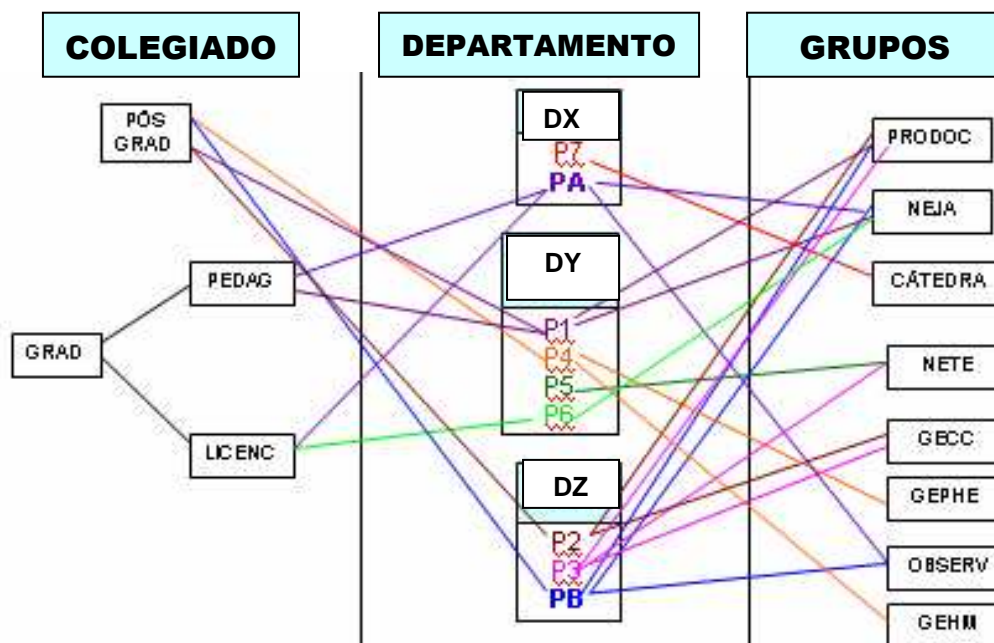 COLEGIADO
DEPARTAMENTO
GRUPOS
PÓS
GRAD
PEDAG
GRAD
LICENC
DX
P7
PA
DY
P1
P4
P5
P6
DZ
P2
P3
PB
PRODOC
NEJA
CÁTEDRA
NETE
GECC
GEPHE
OBSERV
GEHM